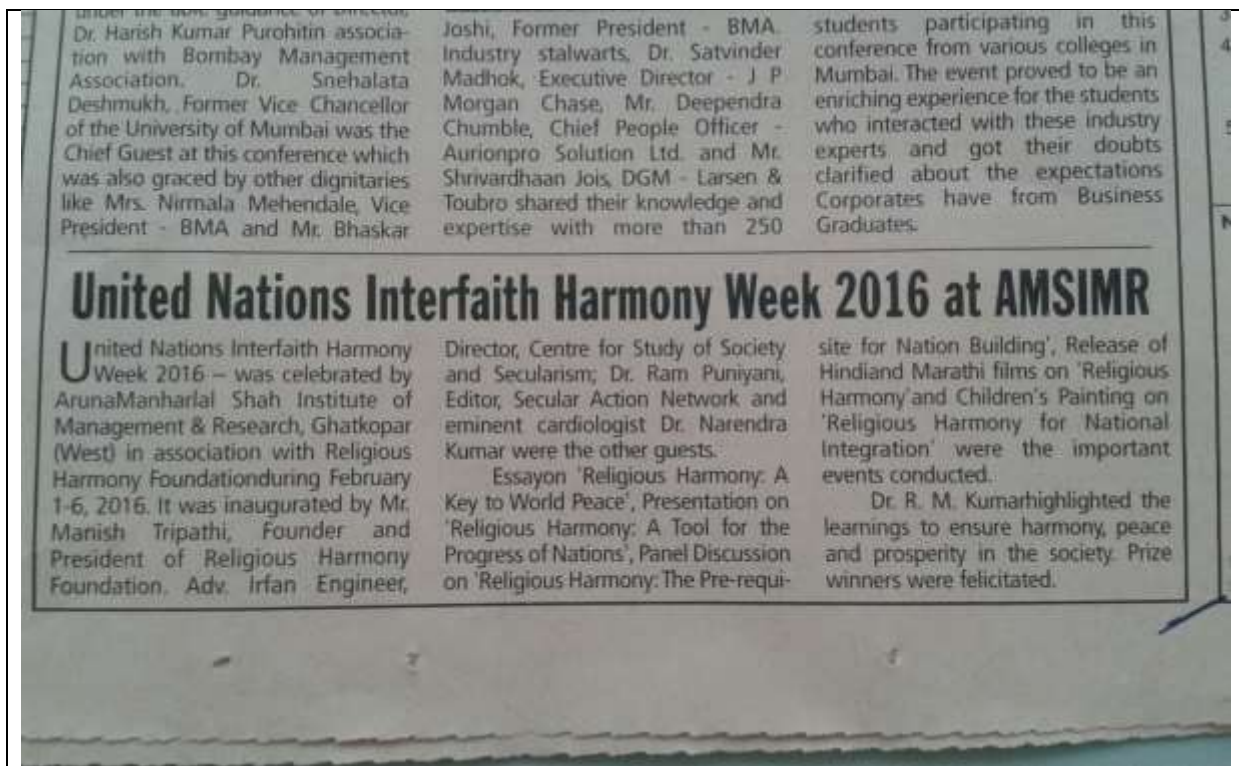 under the able guidance of Director,
Dr. Harish Kumar Purohitin associa-
tion with Bombay Management
Association. Dr. Snehalata
Deshmukh, Former Vice Chancellor
of the University of Mumbai was the
Chief Guest at this conference which
was also graced by other dignitaries
like Mrs. Nirmala Mehendale, Vice
President - BMA and Mr. Bhaskar
Joshi, Former President - BMA.
Industry stalwarts, Dr. Satvinder
Madhok, Executive Director - J P
Morgan Chase, Mr. Deependra
Chumble, Chief People Officer -
Aurionpro Solution Ltd. and Mr.
Shrivardhaan Jois, DGM - Larsen &
Toubro shared their knowledge and
expertise with more than 250
students participating in this
conference from various colleges in
Mumbai. The event proved to be an
enriching experience for the students
who interacted with these industry
experts and got their doubts
clarified about the expectations
Corporates have from Business
Graduates.
United Nations Interfaith Harmony Week 2016 at AMSIMR
United Nations Interfaith Harmony
Week 2016 – was celebrated by
ArunaManharlal Shah Institute of
Management & Research, Ghatkopar
(West) in association with Religious
Harmony Foundationduring February
1-6, 2016. It was inaugurated by Mr.
Manish Tripathi, Founder and
President of Religious Harmony
Foundation. Adv. Irfan Engineer,
Director, Centre for Study of Society
and Secularism; Dr. Ram Puniyani,
Editor, Secular Action Network and
eminent cardiologist Dr. Narendra
Kumar were the other guests.
Essayon 'Religious Harmony: A
Key to World Peace', Presentation on
'Religious Harmony: A Tool for the
Progress of Nations', Panel Discussion
on 'Religious Harmony: The Pre-requi-
site for Nation Building', Release of
Hindiand Marathi films on 'Religious
Harmony'and Children's Painting on
'Religious Harmony for National
Integration' were the important
events conducted.
Dr. R. M. Kumarhighlighted the
learnings to ensure harmony, peace
and prosperity in the society. Prize
winners were felicitated.